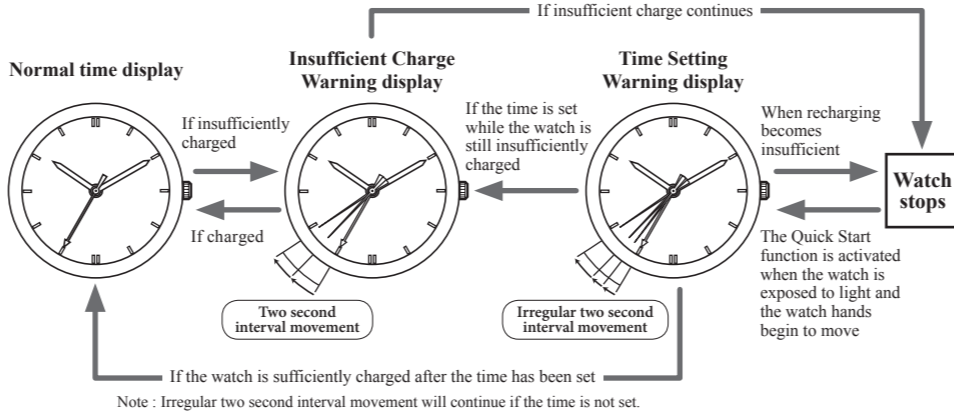 If insufficient charge continues
Normal time display
Insufficient Charge
Warning display
Time Setting
Warning display
If insufficiently
charged
If charged
If the time is set
while the watch is
still insufficiently
charged
When recharging
becomes
insufficient
Watch
stops
The Quick Start
function is activated
when the watch is
exposed to light and
the watch hands
begin to move
Two second
interval movement
Irregular two second
interval movement
If the watch is sufficiently charged after the time has been set
Note : Irregular two second interval movement will continue if the time is not set.